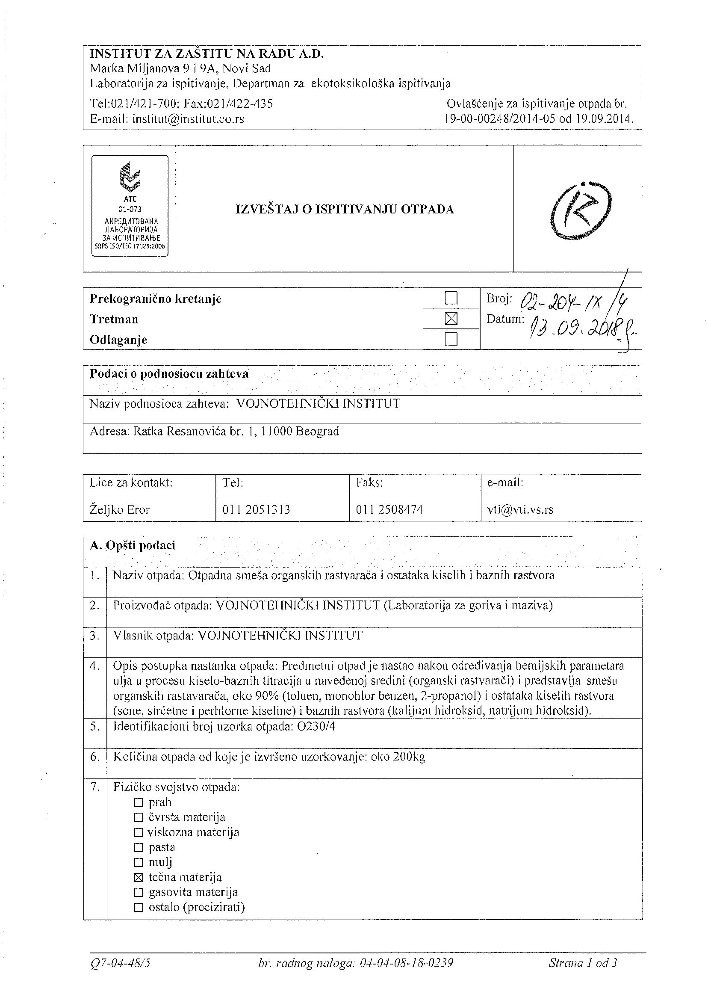 INSTITUT ZA ZAŠTITU NA RADU A.D.
Marka Miljanova 9 i 9A, Novi Sad
Laboratorija za ispitivanje, Departman za ekotoksikološka ispitivanja
Tel:021/421-700; Fax:021/422-435
Ovlašćenje za ispitivanje otpada br.
E-mail: institut@institut.co.rs
19-00-00248/2014-05 od 19.09.2014.
АТС
01-073
АКРЕДИТОВАНА
ЛАБОРАТОРИЈА
ЗА ИСПИТИВАЊЕ
SRPS ISO/IEC 17025:2006
IZVEŠTAJ O ISPITIVANJU OTPADA
Prekogranično kretanje
Broj: 02-204-IX/4
Tretman
Datum: 13.09.2018 g.
Odlaganje
Podaci o podnosiocu zahteva
Naziv podnosioca zahteva: VOJNOTEHNIČKI INSTITUT
Adresa: Ratka Resanovića br. 1, 11000 Beograd
Lice za kontakt: Tel: Faks: e-mail:
Željko Eror 011 2051313 011 2508474 vti@vti.vs.rs
A. Opšti podaci
1. Naziv otpada: Otpadna smeša organskih rastvarača i ostataka kiselih i baznih rastvora
2. Proizvođač otpada: VOJNOTEHNIČKI INSTITUT (Laboratorija za goriva i maziva)
3. Vlasnik otpada: VOJNOTEHNIČKI INSTITUT
4. Opis postupka nastanka otpada: Predmetni otpad je nastao nakon određivanja hemijskih parametara
ulja u procesu kiselo-baznih titracija u navedenoj sredini (organski rastvarači) i predstavlja smešu
organskih rastavarača, oko 90% (toluen, monohlor benzen, 2-propanol) i ostataka kiselih rastvora
(sone, sirćetne i perhlorne kiseline) i baznih rastvora (kalijum hidroksid, natrijum hidroksid).
5. Identifikacioni broj uzorka otpada: O230/4
6. Količina otpada od koje je izvršeno uzorkovanje: oko 200kg
7. Fizičko svojstvo otpada:
☐ prah
☐ čvrsta materija
☐ viskozna materija
☐ pasta
☐ mulj
☒ tečna materija
☐ gasovita materija
☐ ostalo (precizirati)
Q7-04-48/5 br. radnog naloga: 04-04-08-18-0239 Strana 1 od 3